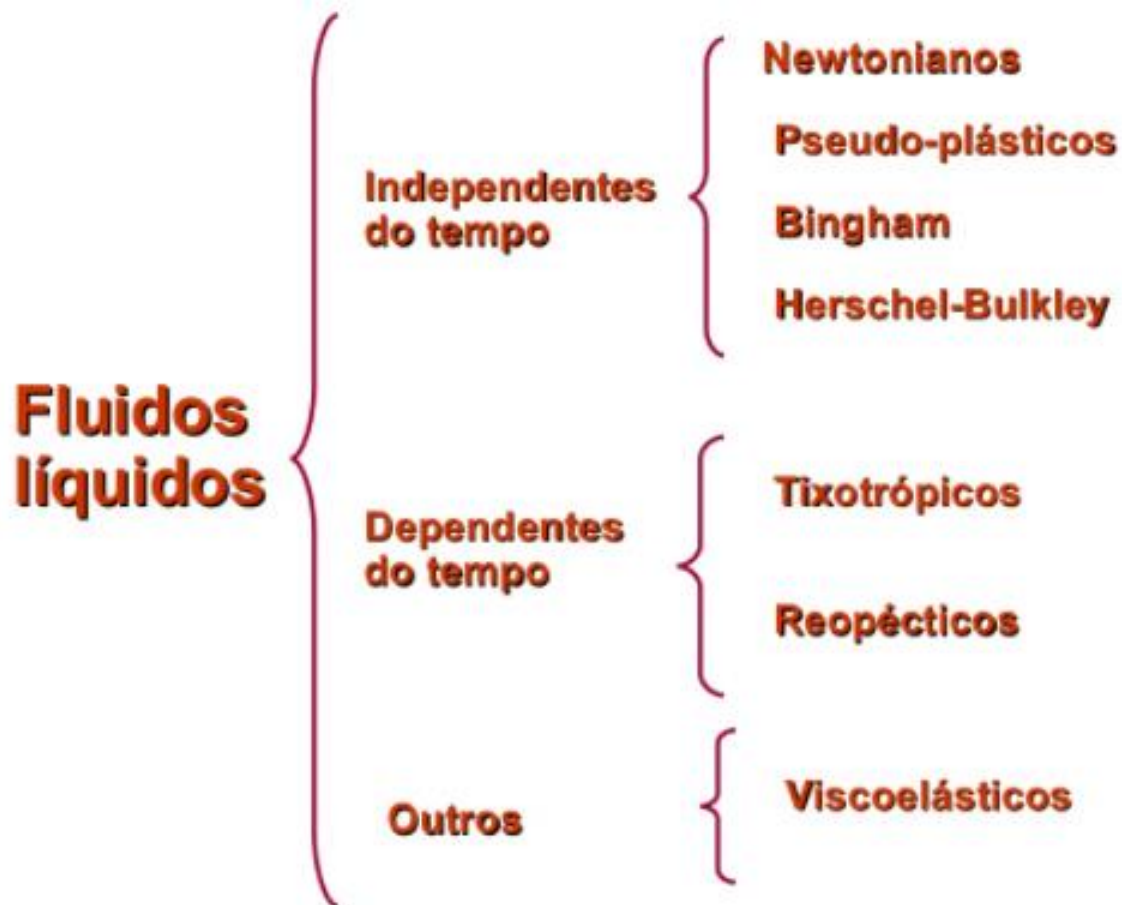 Fluidos
líquidos
Independentes
do tempo
Newtonianos
Pseudo-plásticos
Bingham
Herschel-Bulkley
Dependentes
do tempo
Tixotrópicos
Reopécticos
Outros
Viscoelásticos